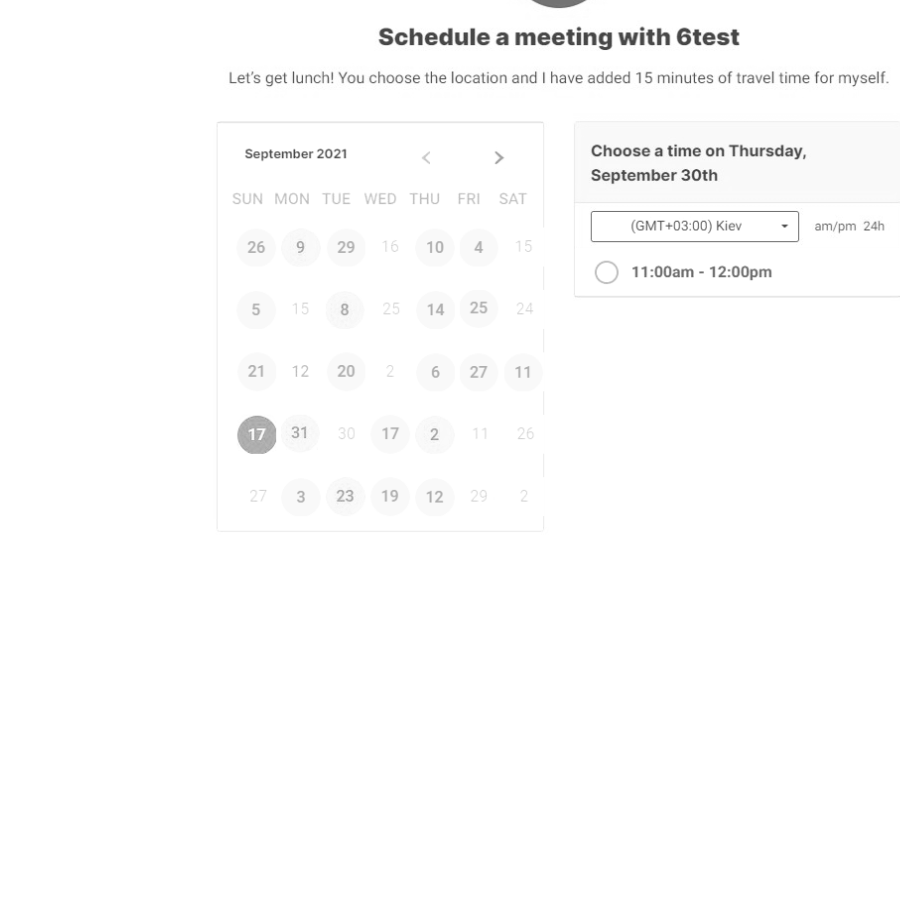 Schedule a meeting with 6test
Let's get lunch! You choose the location and I have added 15 minutes of travel time for myself.
September 2021
SUN MON TUE WED THU FRI SAT
26 9 29 16 10 4 15
5 15 8 25 14 25 24
21 12 20 2 6 27 11
17 31 30 17 2 11 26
27 3 23 19 12 29 2
Choose a time on Thursday,
September 30th
(GMT+03:00) Kiev am/pm 24h
11:00am - 12:00pm